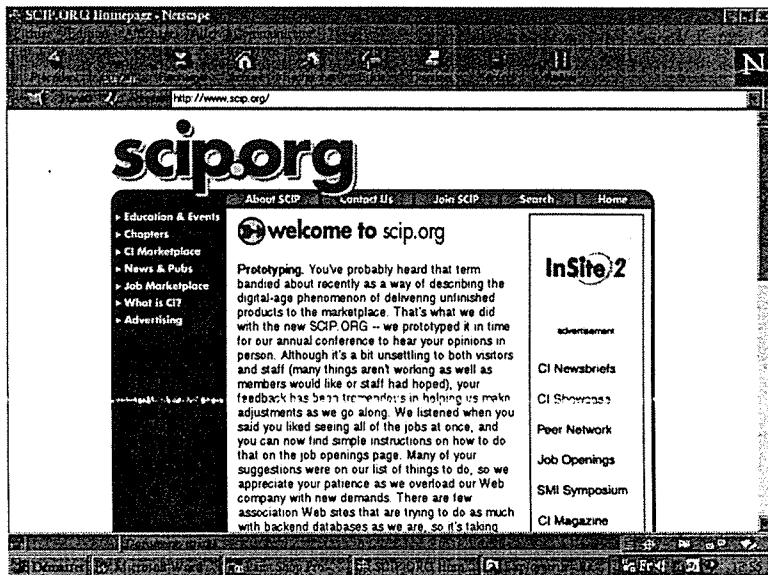 SCIP.ORG Homepage - Netscape
http://www.scip.org/
scip.org
About SCIP Contact Us Join SCIP Search Home
Education & Events
Chapters
CI Marketplace
News & Pubs
Job Marketplace
What is CI?
Advertising
welcome to scip.org
Prototyping. You've probably heard that term
bandied about recently as a way of describing the
digital-age phenomenon of delivering unfinished
products to the marketplace. That's what we did
with the new SCIP.ORG -- we prototyped it in time
for our annual conference to hear your opinions in
person. Although it's a bit unsettling to both visitors
and staff (many things aren't working as well as
members would like or staff had hoped), your
feedback has been tremendous in helping us make
adjustments as we go along. We listened when you
said you liked seeing all of the jobs at once, and
you can now find simple instructions on how to do
that on the job openings page. Many of your
suggestions were on our list of things to do, so we
appreciate your patience as we overload our Web
company with new demands. There are few
association Web sites that are trying to do as much
with backend databases as we are, so it's taking
InSite 2
advertisement
CI Newsbriefs
CI Showcase
Peer Network
Job Openings
SMI Symposium
CI Magazine
N
Démarrer Microsoft Word SCIP.ORG Hom